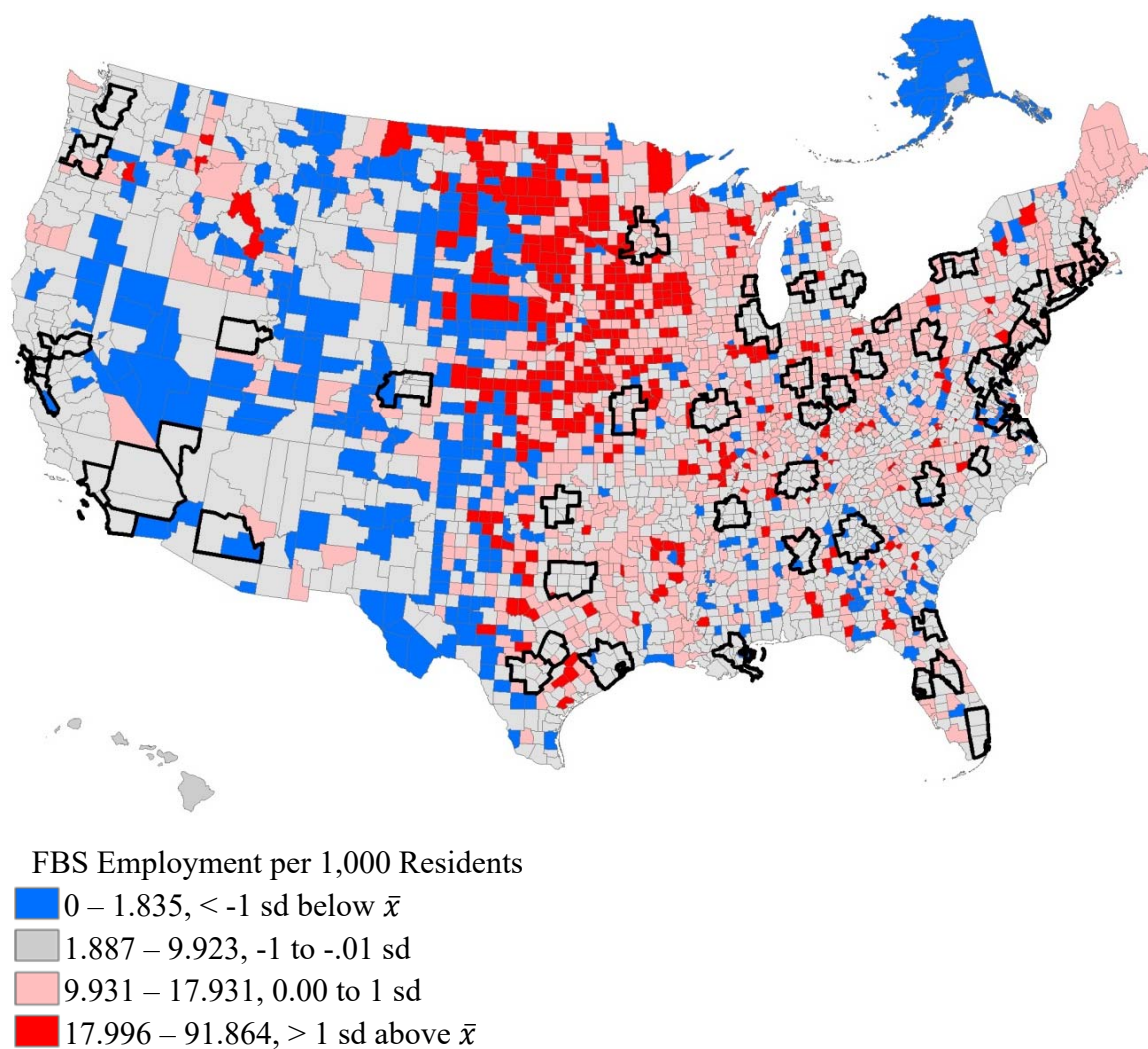 FBS Employment per 1,000 Residents
0 – 1.835, < -1 sd below x̄
1.887 – 9.923, -1 to -.01 sd
9.931 – 17.931, 0.00 to 1 sd
17.996 – 91.864, > 1 sd above x̄